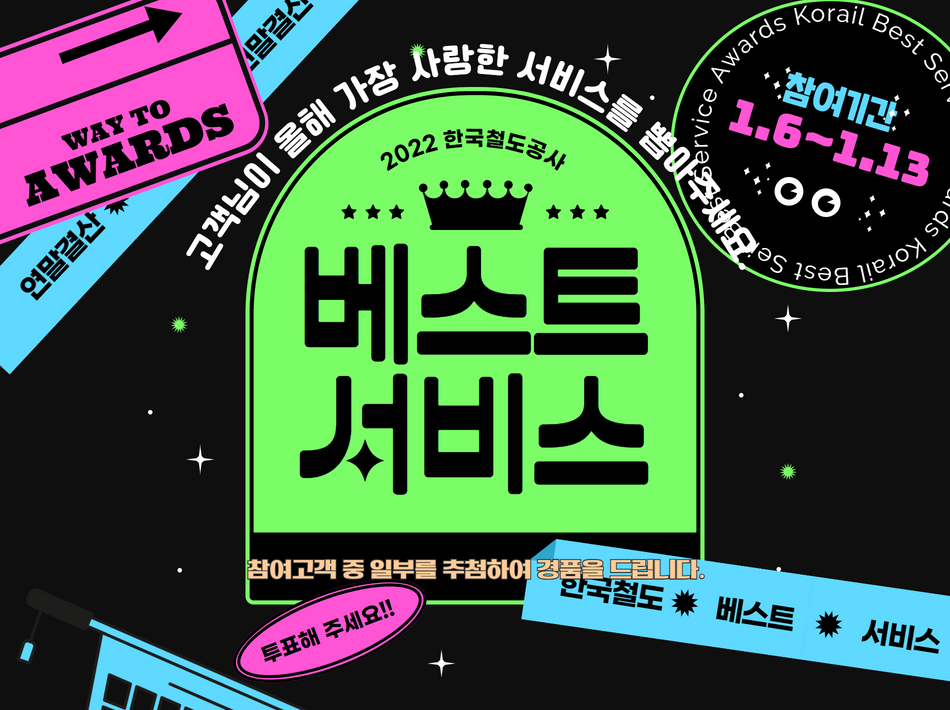 연말결산
WAY TO
AWARDS
연말결산
고객님이 올해 가장 사랑한 서비스를 뽑아주세요.
2022 한국철도공사
베스트
서비스
Service Awards Korail Best Ser
참여기간
1.6~1.13
rds Korail Best Sei
참여고객 중 일부를 추첨하여 경품을 드립니다.
투표해 주세요!!
한국철도 베스트 서비스